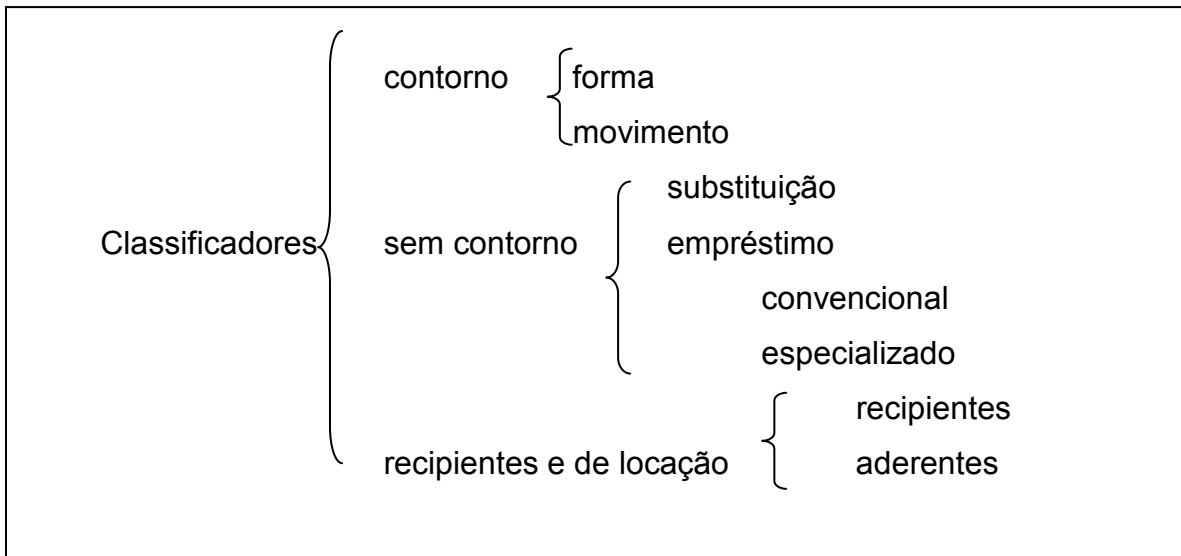 contorno forma
movimento
substituição
Classificadores sem contorno empréstimo
convencional
especializado
recipientes
recipientes e de locação aderentes